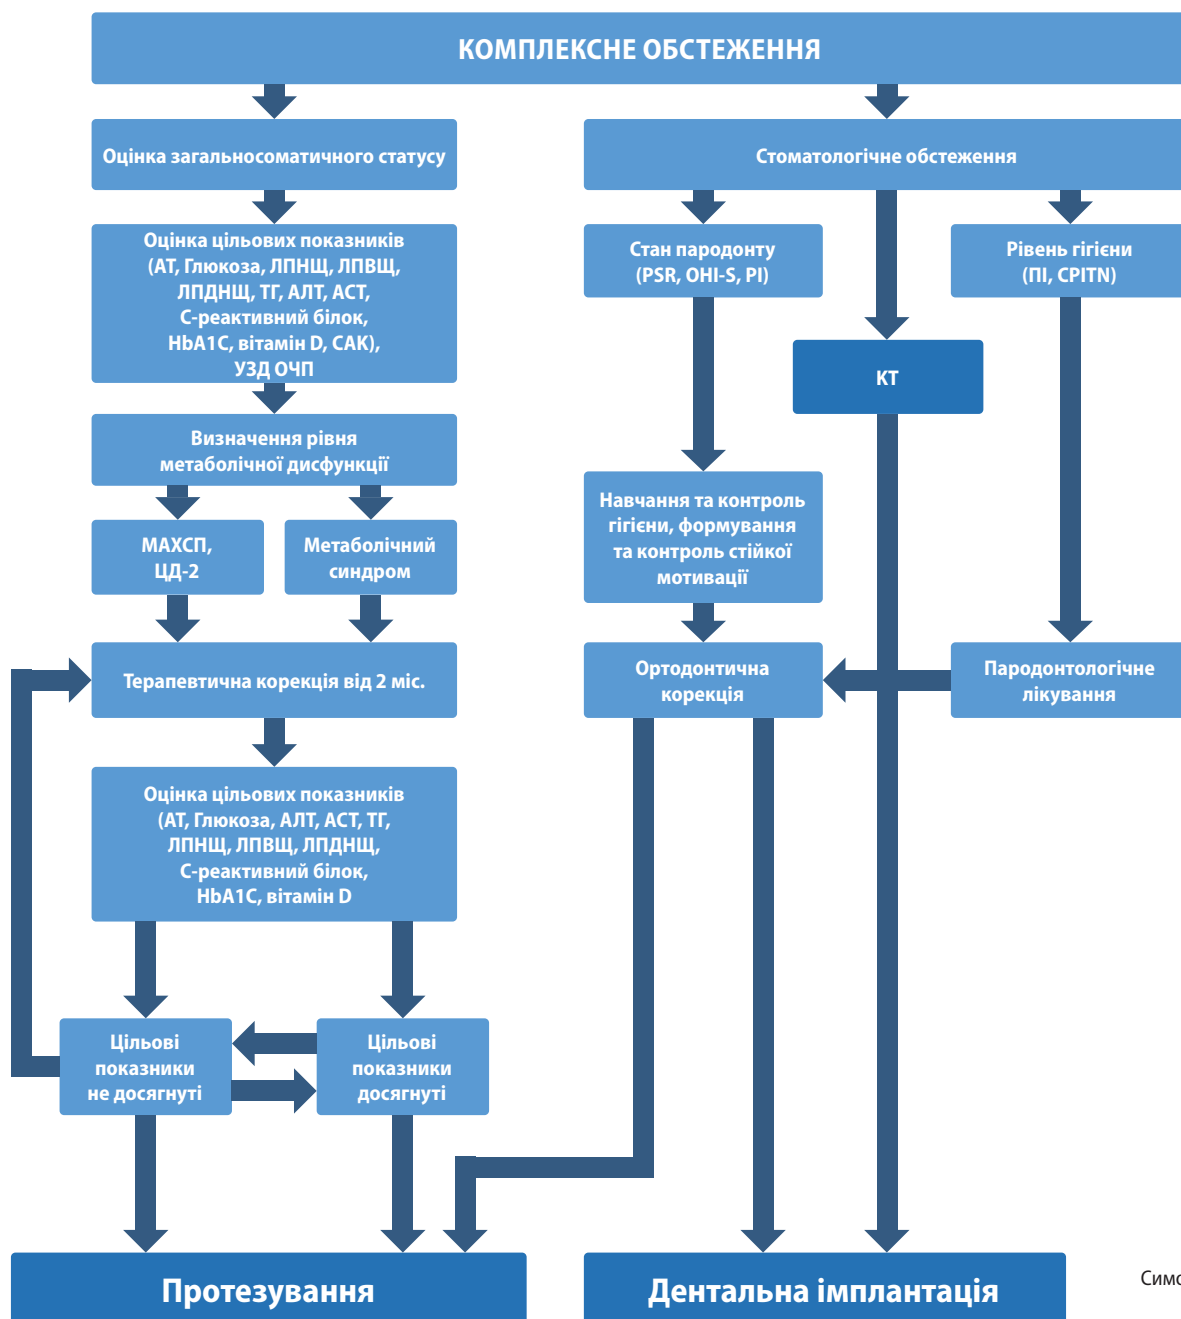 КОМПЛЕКСНЕ ОБСТЕЖЕННЯ
Оцінка загальносоматичного статусу
Стоматологічне обстеження
Оцінка цільових показників
(АТ, Глюкоза, ЛПНЩ, ЛПВЩ,
ЛПДНЩ, ТГ, АЛТ, АСТ,
С-реактивний білок,
HbA1C, вітамін D, САК),
УЗД ОЧП
Стан пародонту
(PSR, OHI-S, PI)
Рівень гігієни
(ПІ, CPITN)
КТ
Визначення рівня
метаболічної дисфункції
МАХСП,
ЦД-2
Метаболічний
синдром
Навчання та контроль
гігієни, формування
та контроль стійкої
мотивації
Терапевтична корекція від 2 міс.
Ортодонтична
корекція
Пародонтологічне
лікування
Оцінка цільових показників
(АТ, Глюкоза, АЛТ, АСТ, ТГ,
ЛПНЩ, ЛПВЩ, ЛПДНЩ,
С-реактивний білок,
HbA1C, вітамін D
Цільові
показники
не досягнуті
Цільові
показники
досягнуті
Протезування
Дентальна імплантація